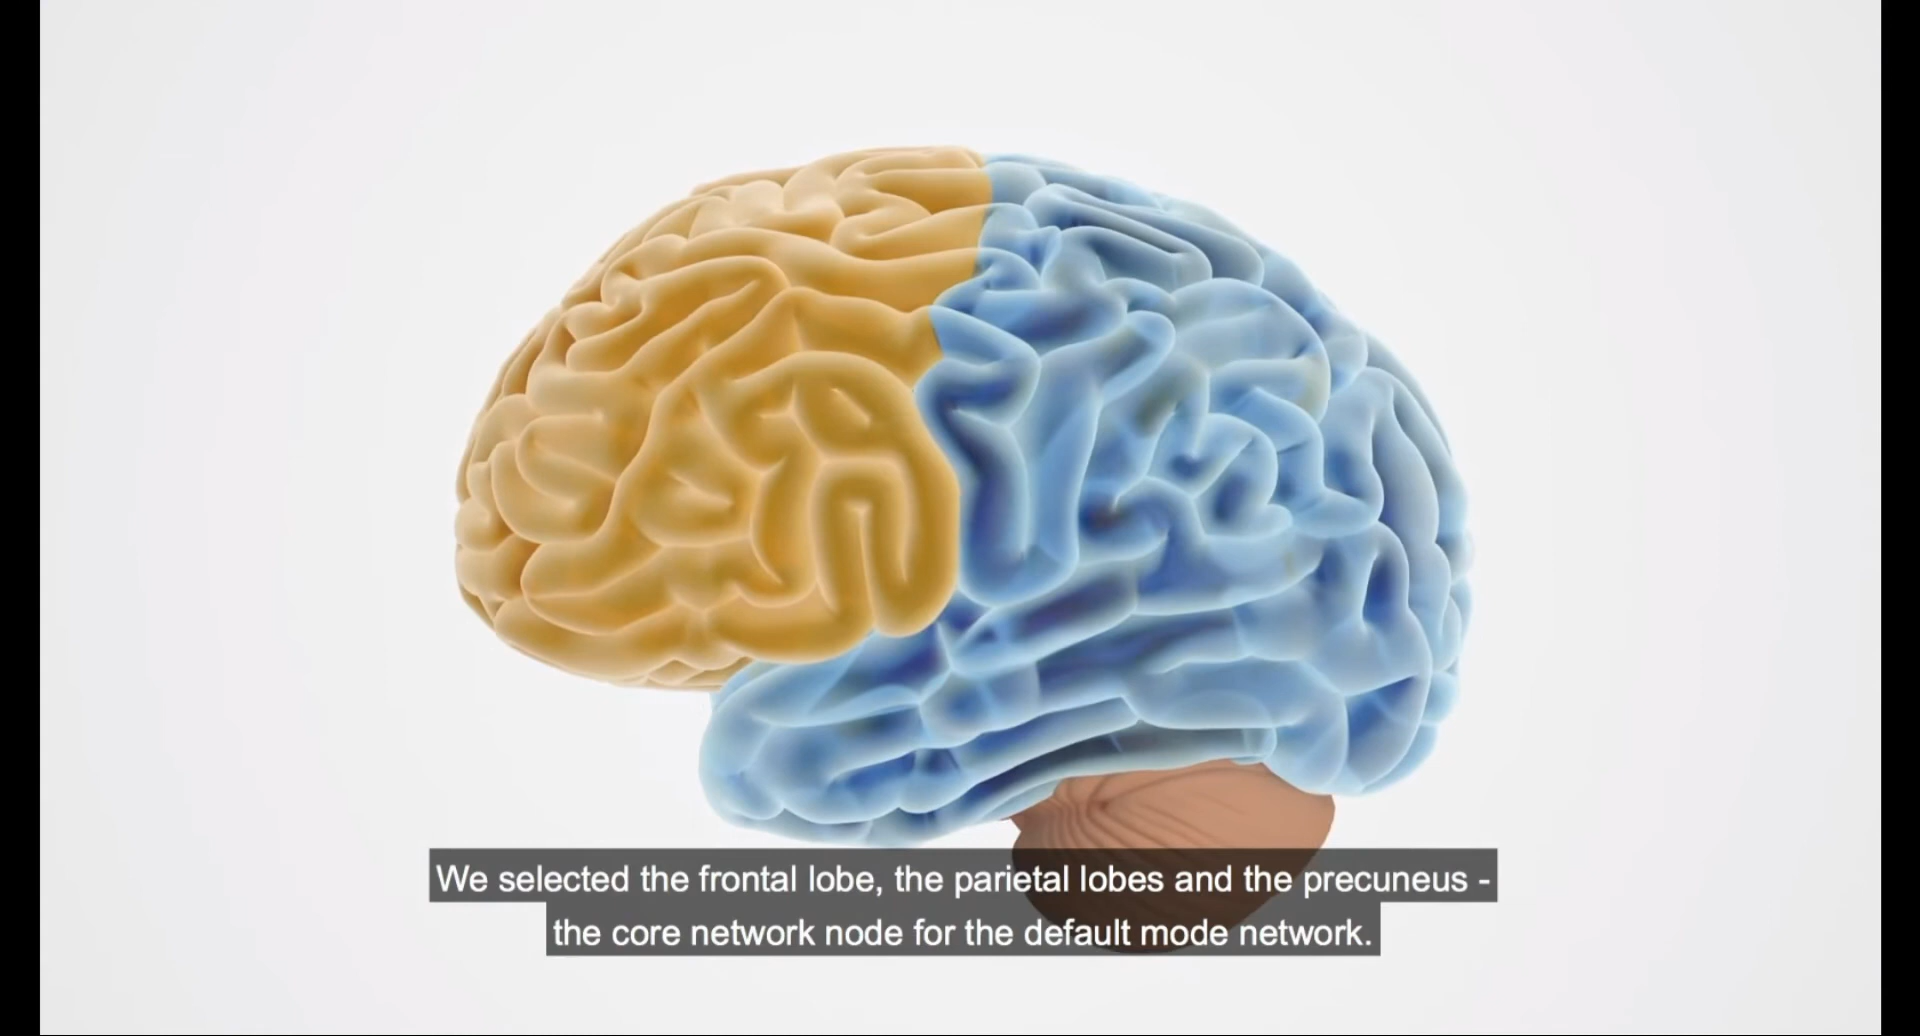 We selected the frontal lobe, the parietal lobes and the precuneus -
the core network node for the default mode network.